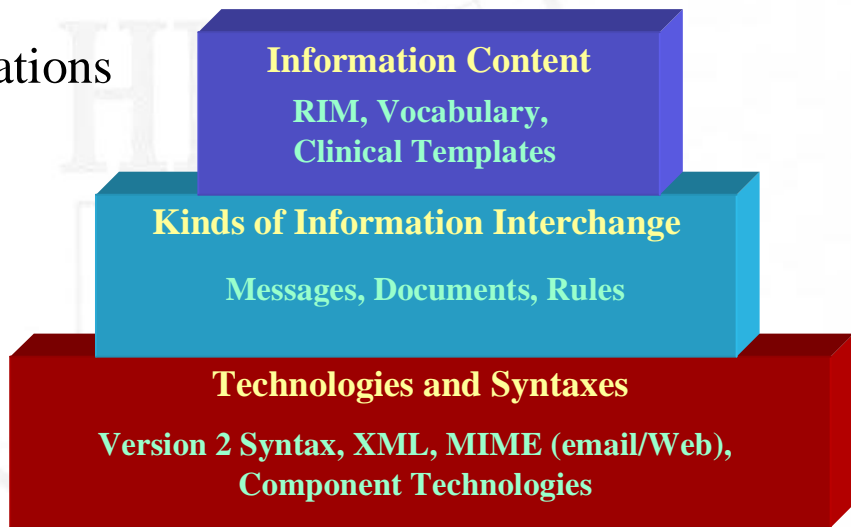 Information Content
RIM, Vocabulary,
Clinical Templates
Kinds of Information Interchange
Messages, Documents, Rules
Technologies and Syntaxes
Version 2 Syntax, XML, MIME (email/Web),
Component Technologies